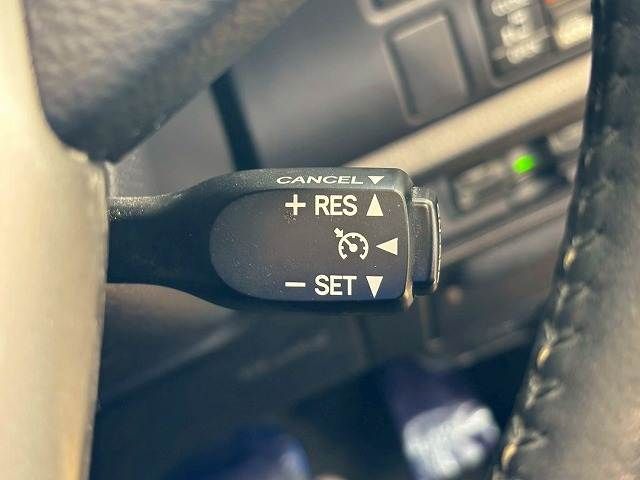 CANCEL ▼
+ RES ▲
◀
− SET ▼